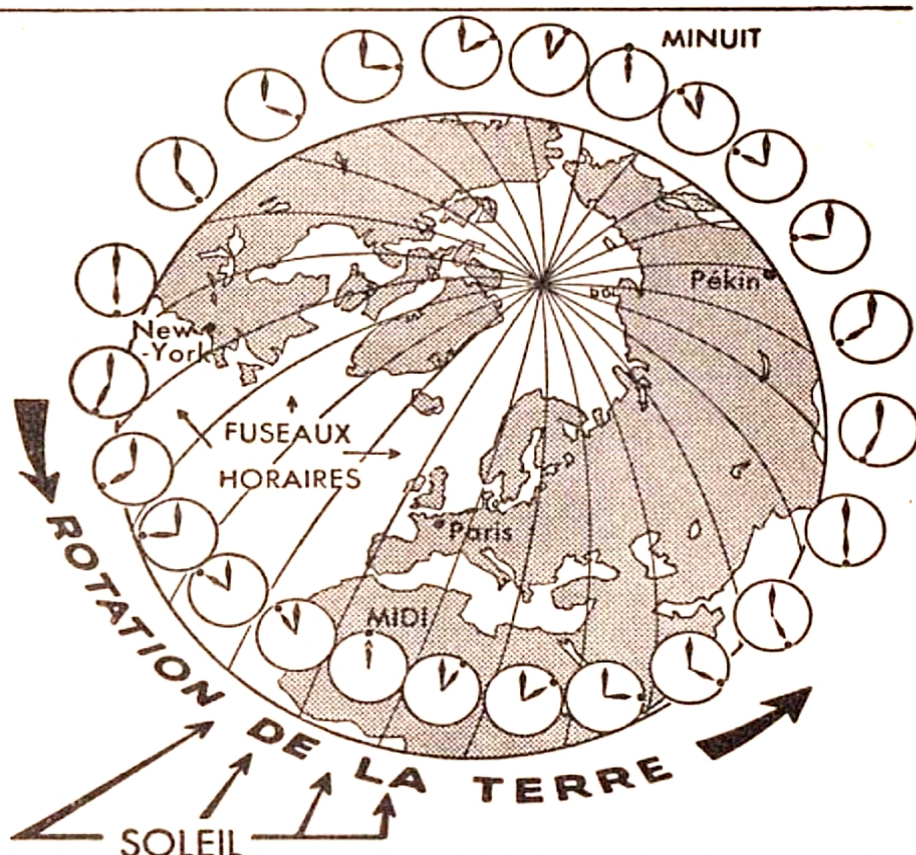 MINUIT
Pékin
New-
-York
FUSEAUX
HORAIRES
Paris
MIDI
ROTATION DE LA TERRE
SOLEIL